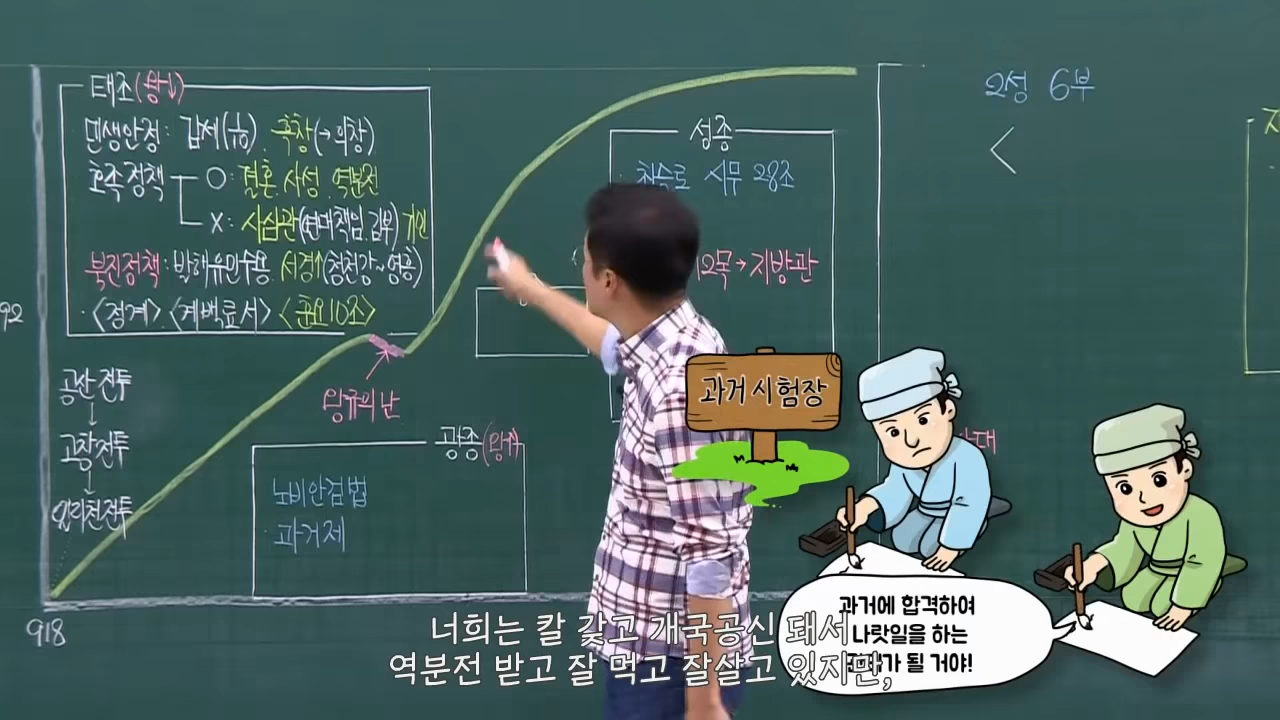 태조(왕↓)
민생안정: 감세(1/10). 흑창(→의창)
호족정책 O: 결혼. 사성. 역분전
X: 사심관(연대책임. 김부) 기인
북진정책: 발해유민수용. 서경↑(청천강~영흥)
<정계>. <계백료서> <훈요10조>
92
공산 전투
↓
고창전투
↓
일리천전투
918
왕규의 난
광종(왕↑)
노비안검법
· 과거제
성종
· 최승로 시무 28조
12목→지방관
2성 6부
<
과거 시험장
과거에 합격하여
나랏일을 하는
될 거야!
너희는 칼 갖고 개국공신 돼서
역분전 받고 잘 먹고 잘살고 있지만,